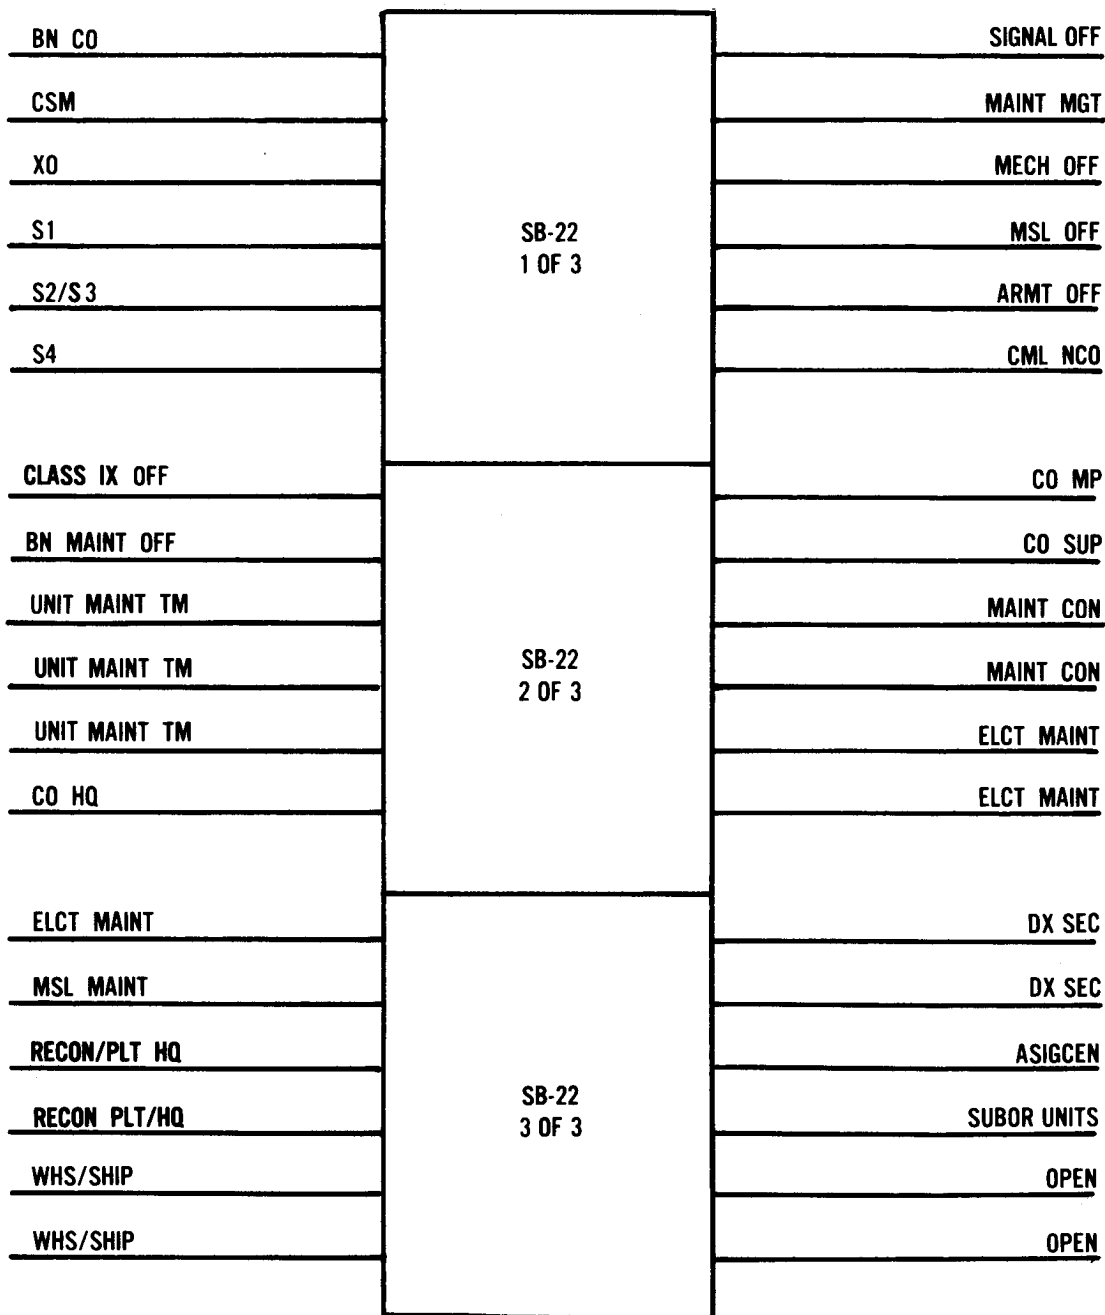 BN CO
CSM
XO
S1
S2/S3
S4
SB-22
1 OF 3
SIGNAL OFF
MAINT MGT
MECH OFF
MSL OFF
ARMT OFF
CML NCO
CLASS IX OFF
BN MAINT OFF
UNIT MAINT TM
UNIT MAINT TM
UNIT MAINT TM
CO HQ
SB-22
2 OF 3
CO MP
CO SUP
MAINT CON
MAINT CON
ELCT MAINT
ELCT MAINT
ELCT MAINT
MSL MAINT
RECON/PLT HQ
RECON PLT/HQ
WHS/SHIP
WHS/SHIP
SB-22
3 OF 3
DX SEC
DX SEC
ASIGCEN
SUBOR UNITS
OPEN
OPEN